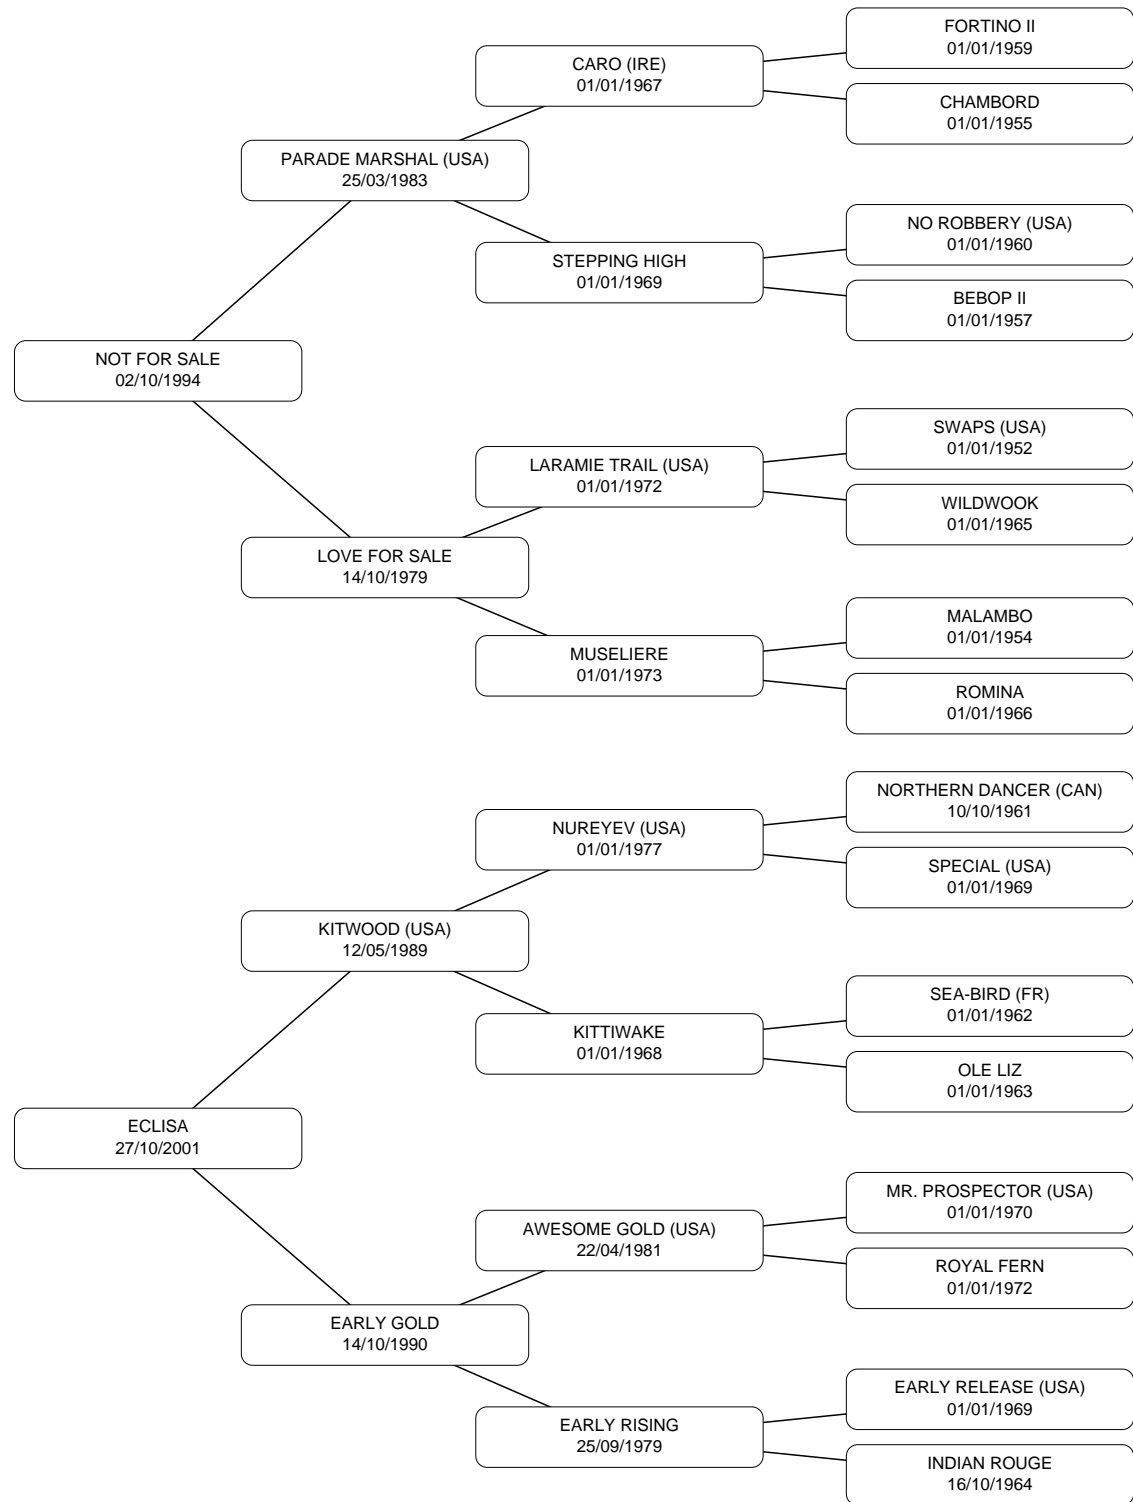 FORTINO II
01/01/1959
CARO (IRE)
01/01/1967
CHAMBORD
01/01/1955
PARADE MARSHAL (USA)
25/03/1983
NO ROBBERY (USA)
01/01/1960
STEPPING HIGH
01/01/1969
BEBOP II
01/01/1957
NOT FOR SALE
02/10/1994
SWAPS (USA)
01/01/1952
LARAMIE TRAIL (USA)
01/01/1972
WILDWOOK
01/01/1965
LOVE FOR SALE
14/10/1979
MALAMBO
01/01/1954
MUSELIERE
01/01/1973
ROMINA
01/01/1966
NORTHERN DANCER (CAN)
10/10/1961
NUREYEV (USA)
01/01/1977
SPECIAL (USA)
01/01/1969
KITWOOD (USA)
12/05/1989
SEA-BIRD (FR)
01/01/1962
KITTIWAKE
01/01/1968
OLE LIZ
01/01/1963
ECLISA
27/10/2001
MR. PROSPECTOR (USA)
01/01/1970
AWESOME GOLD (USA)
22/04/1981
ROYAL FERN
01/01/1972
EARLY GOLD
14/10/1990
EARLY RELEASE (USA)
01/01/1969
EARLY RISING
25/09/1979
INDIAN ROUGE
16/10/1964